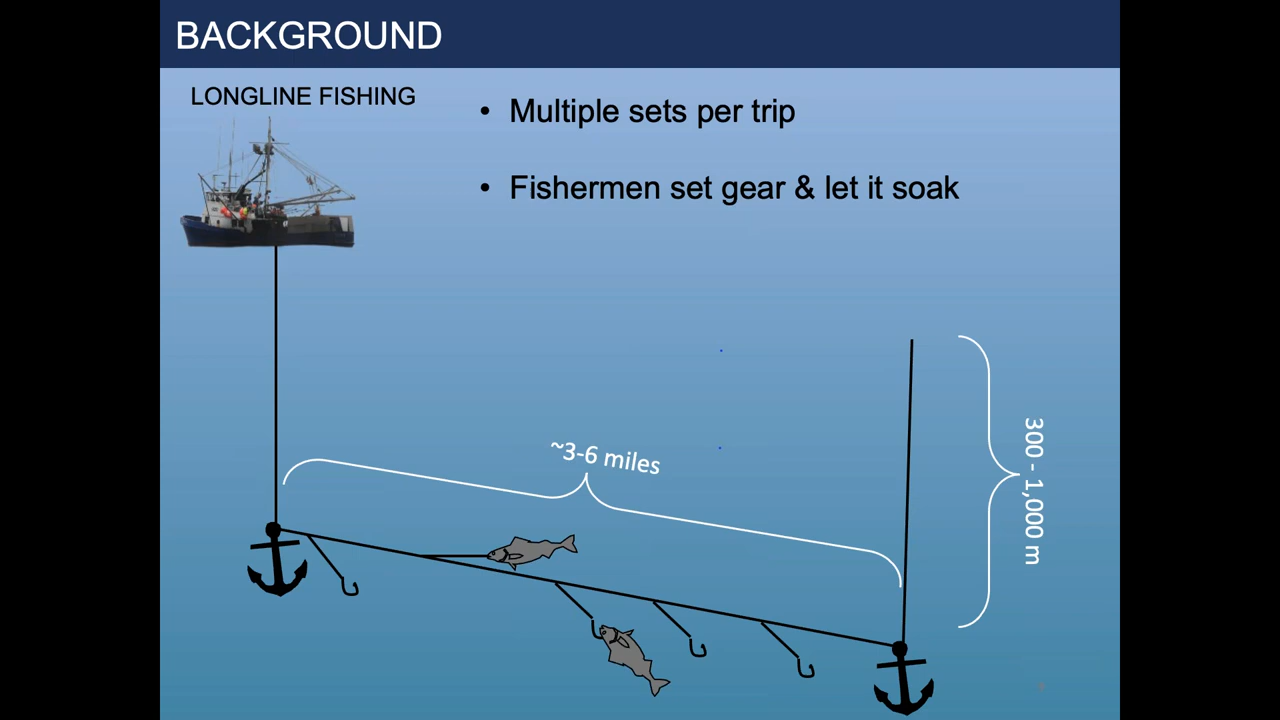 BACKGROUND
LONGLINE FISHING
• Multiple sets per trip
• Fishermen set gear & let it soak
~3-6 miles
300 - 1,000 m